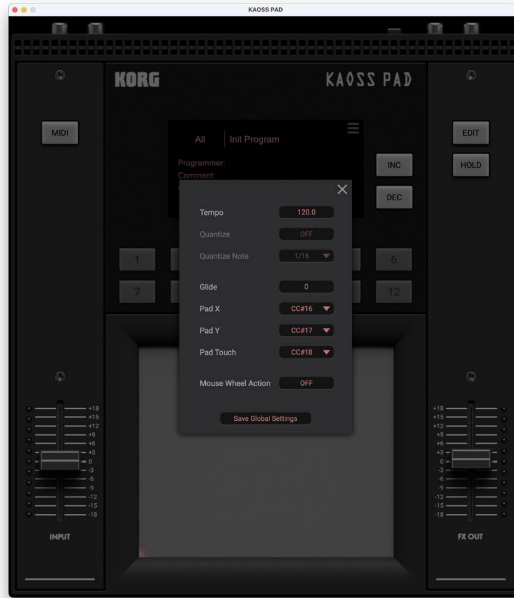 KAOSS PAD
KORG
KAOSS PAD
MIDI
EDIT
All
Init Program
Programmer:
Comment:
INC
HOLD
DEC
Tempo
120.0
Quantize
OFF
Quantize Note
1/16
1
6
Glide
0
7
12
Pad X
CC#16
Pad Y
CC#17
Pad Touch
CC#18
Mouse Wheel Action
OFF
Save Global Settings
+18
+15
+12
+9
+6
+3
0
-3
-6
-9
-12
-15
-18
INPUT
+18
+15
+12
+9
+6
+3
0
-3
-6
-9
-12
-15
-18
FX OUT